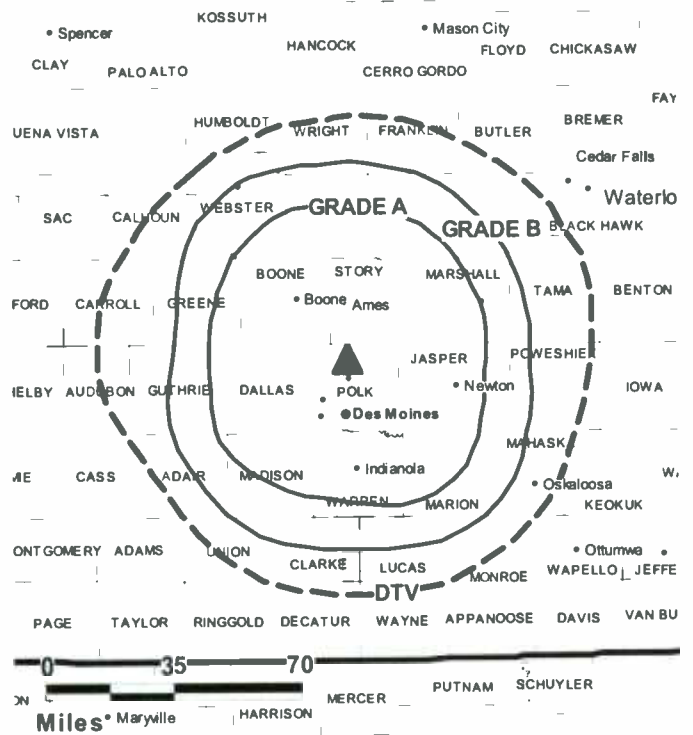 KOSSUTH
Spencer
Mason City
HANCOCK
FLOYD
CHICKASAW
CLAY
PALO ALTO
CERRO GORDO
FAY
HUMBOLDT
WRIGHT
FRANKLIN
BUTLER
BREMER
UENA VISTA
Cedar Falls
Waterlo
SAC
CALHOUN
WEBSTER
GRADE A
GRADE B
BLACK HAWK
BOONE
STORY
MARSHALL
TAMA
BENTON
FORD
CARROLL
GREENE
Boone
Ames
JASPER
POWESHIEK
HELBY
AUDUBON
GUTHRIE
DALLAS
POLK
Newton
IOWA
Des Moines
MAHASKA
CASS
ADAIR
MADISON
Indianola
Oskaloosa
WARREN
MARION
KEOKUK
ONTGOMERY
ADAMS
UNION
CLARKE
LUCAS
MONROE
Ottumwa
WAPELLO
JEFFE
DTV
PAGE
TAYLOR
RINGGOLD
DECATUR
WAYNE
APPANOOSE
DAVIS
VAN BU
0 35 70
Miles
Maryville
HARRISON
MERCER
PUTNAM
SCHUYLER